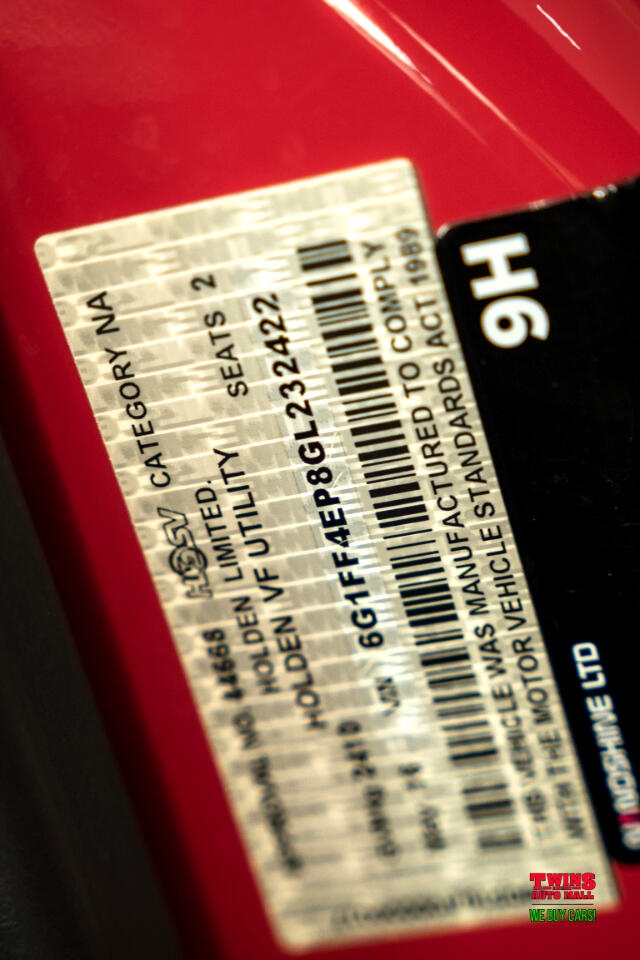 APPROVAL NO. 44668 HSV CATEGORY NA
HOLDEN LIMITED.
HOLDEN VF UTILITY SEATS 2
VIN 6G1FF4EP8GL232422
THIS VEHICLE WAS MANUFACTURED TO COMPLY
WITH THE MOTOR VEHICLE STANDARDS ACT 1989
9H
LTD
TWINS
AUTO MALL
WE BUY CARS!